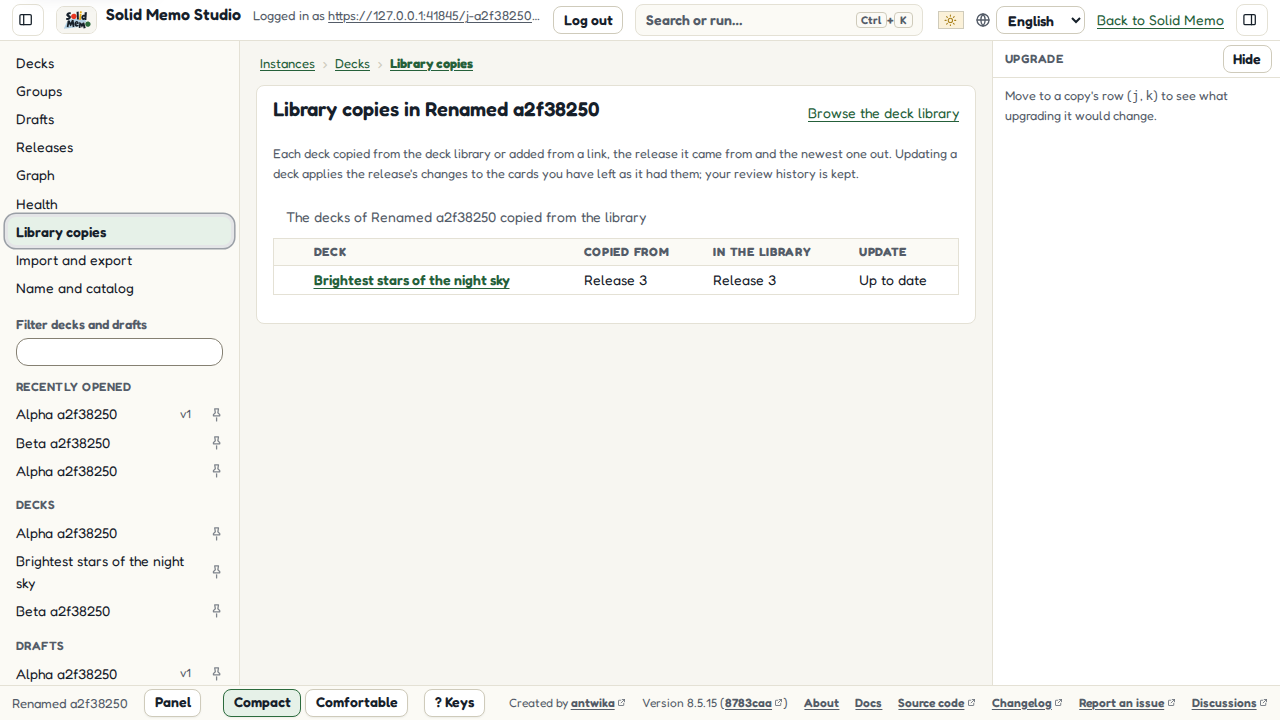 Solid Memo
Solid Memo Studio
Logged in as https://127.0.0.1:41845/j-a2f38250…
Log out
Search or run...
Ctrl+K
English
Back to Solid Memo
Decks
Groups
Drafts
Releases
Graph
Health
Library copies
Import and export
Name and catalog
Filter decks and drafts
RECENTLY OPENED
Alpha a2f38250 v1
Beta a2f38250
Alpha a2f38250
DECKS
Alpha a2f38250
Brightest stars of the night
sky
Beta a2f38250
DRAFTS
Alpha a2f38250 v1
Instances › Decks › Library copies
Library copies in Renamed a2f38250
Browse the deck library
Each deck copied from the deck library or added from a link, the release it came from and the newest one out. Updating a
deck applies the release's changes to the cards you have left as it had them; your review history is kept.
The decks of Renamed a2f38250 copied from the library
DECK COPIED FROM IN THE LIBRARY UPDATE
Brightest stars of the night sky Release 3 Release 3 Up to date
UPGRADE
Hide
Move to a copy's row (j, k) to see what
upgrading it would change.
Renamed a2f38250
Panel
Compact
Comfortable
? Keys
Created by antwika
Version 8.5.15 (8783caa)
About
Docs
Source code
Changelog
Report an issue
Discussions